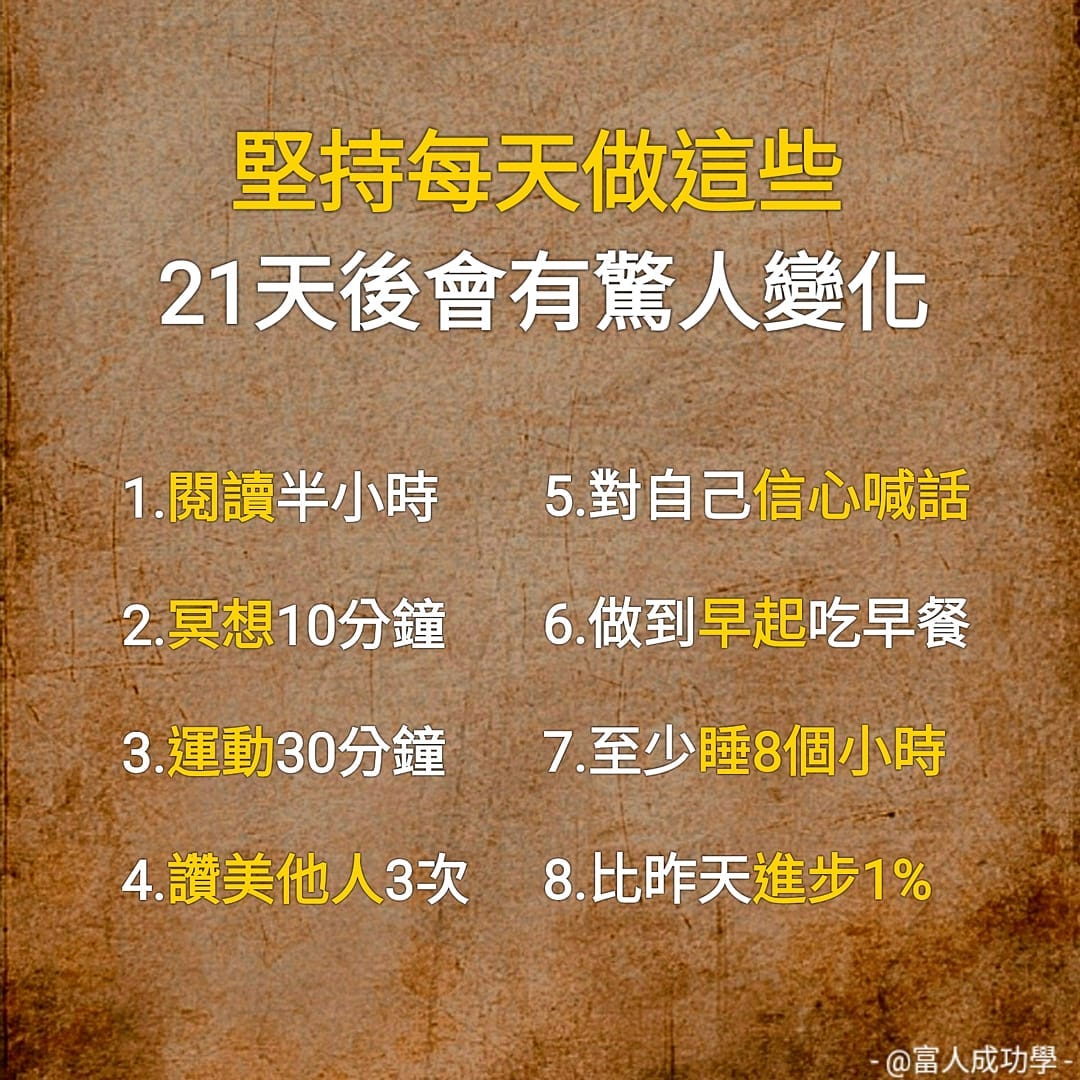 堅持每天做這些
21天後會有驚人變化
1.閱讀半小時
2.冥想10分鐘
3.運動30分鐘
4.讚美他人3次
5.對自己信心喊話
6.做到早起吃早餐
7.至少睡8個小時
8.比昨天進步1%
- @富人成功學 -